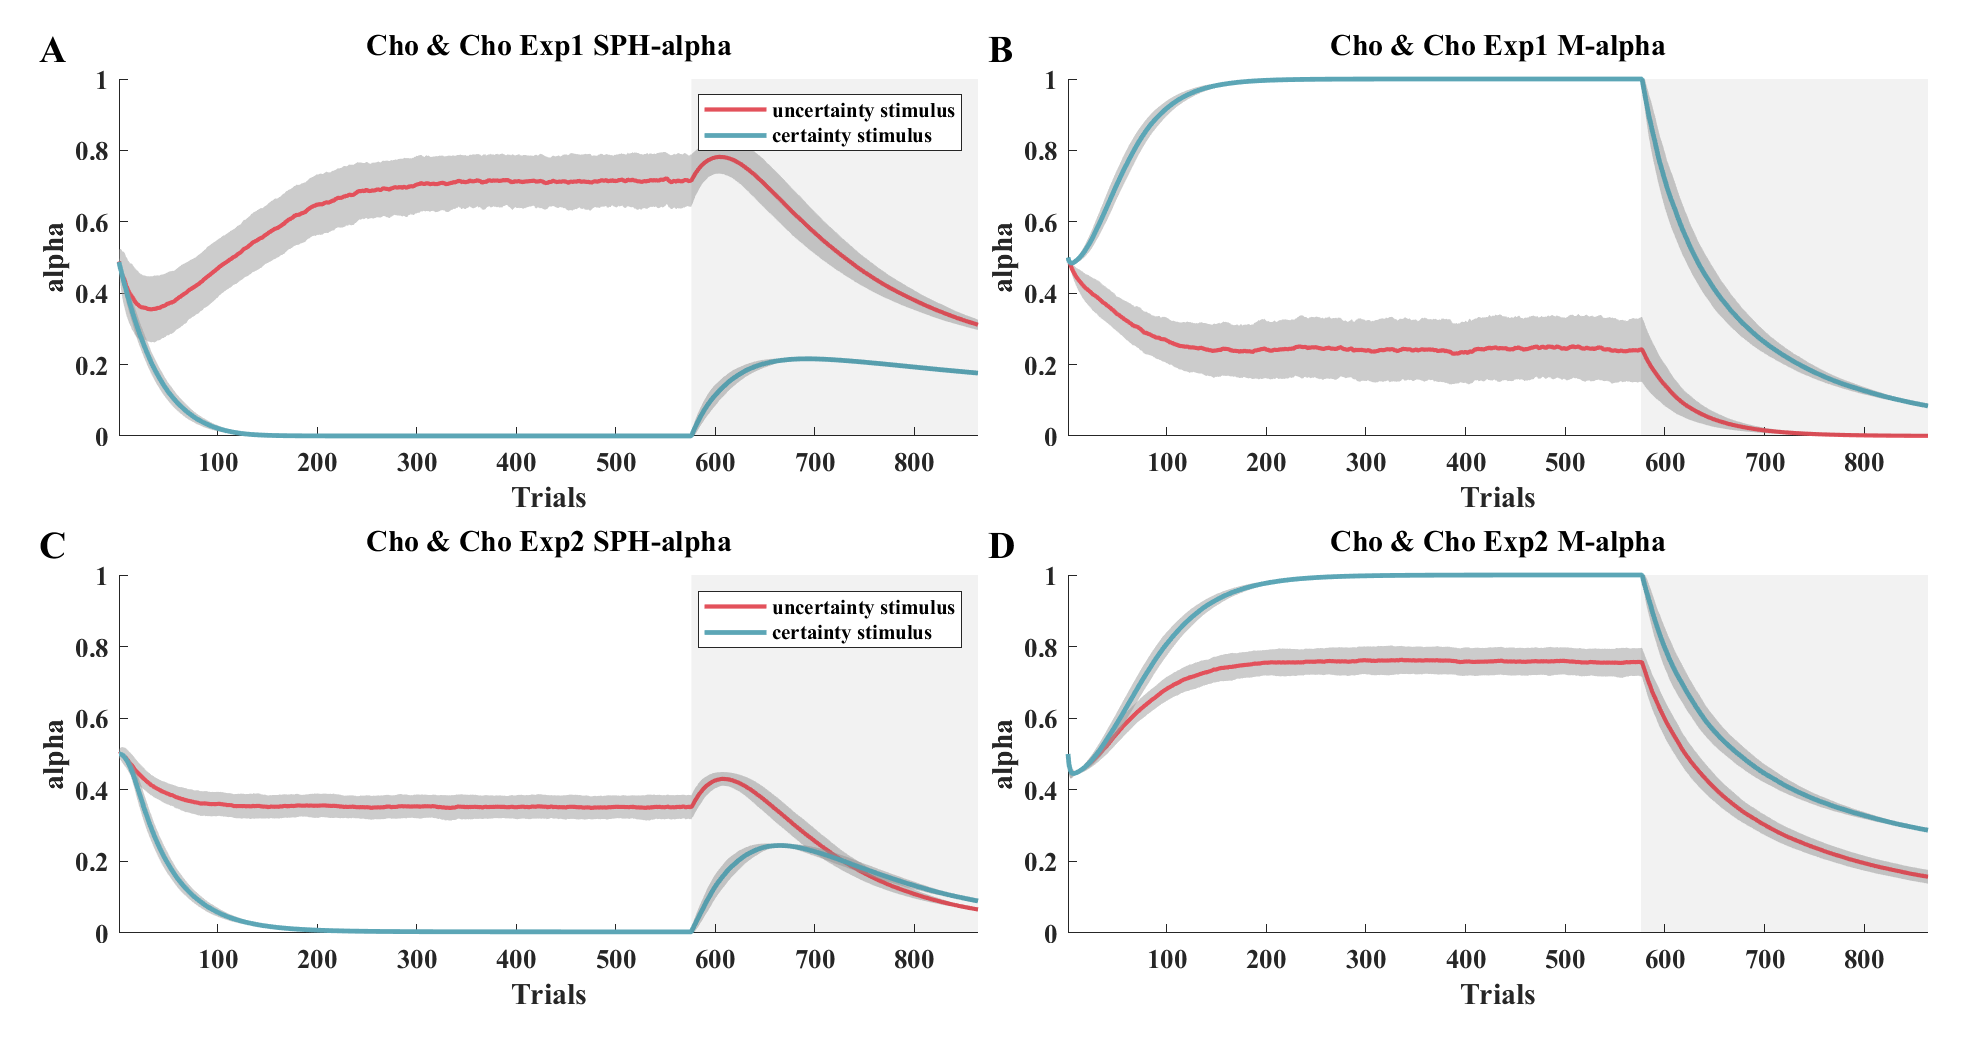 A
Cho & Cho Exp1 SPH-alpha
1
0.8
0.6
0.4
0.2
0
alpha
uncertainty stimulus
certainty stimulus
100 200 300 400 500 600 700 800
Trials
B
Cho & Cho Exp1 M-alpha
1
0.8
0.6
0.4
0.2
0
alpha
100 200 300 400 500 600 700 800
Trials
C
Cho & Cho Exp2 SPH-alpha
1
0.8
0.6
0.4
0.2
0
alpha
uncertainty stimulus
certainty stimulus
100 200 300 400 500 600 700 800
Trials
D
Cho & Cho Exp2 M-alpha
1
0.8
0.6
0.4
0.2
0
alpha
100 200 300 400 500 600 700 800
Trials